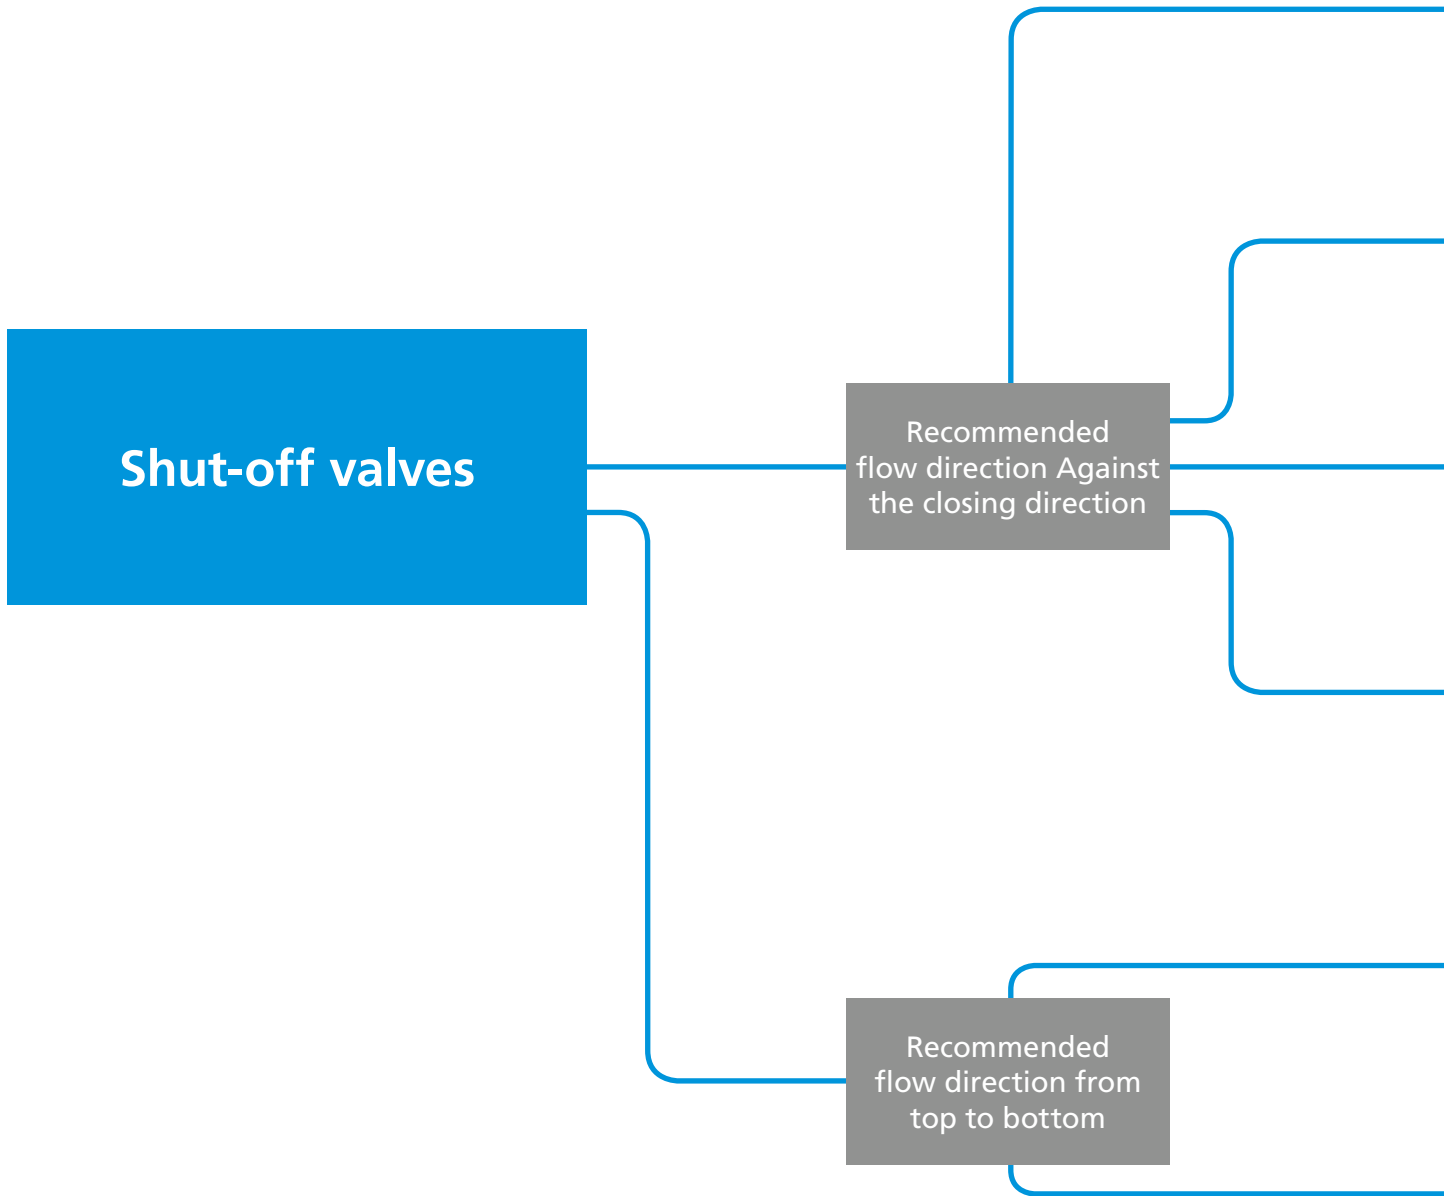 Shut-off valves
Recommended
flow direction Against
the closing direction
Recommended
flow direction from
top to bottom